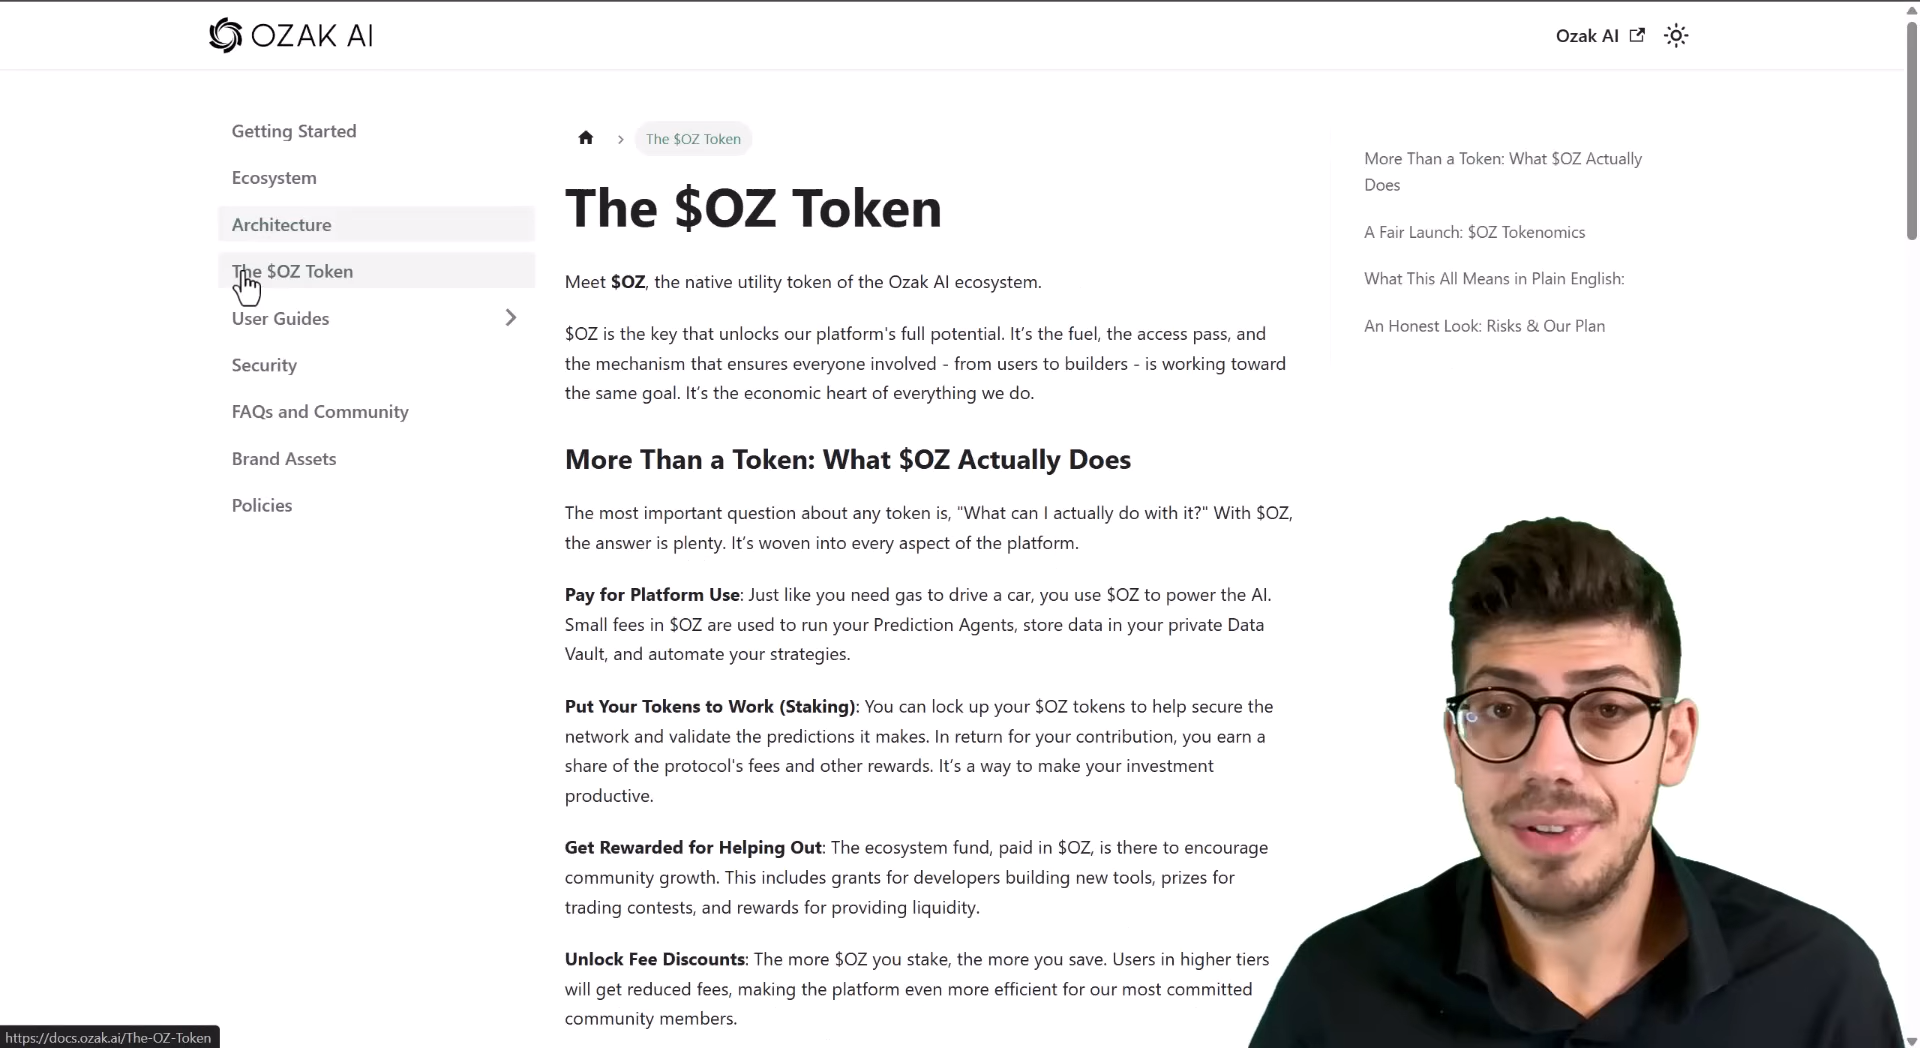 OZAK AI
Ozak AI
Getting Started
Ecosystem
Architecture
The $OZ Token
User Guides
Security
FAQs and Community
Brand Assets
Policies
The $OZ Token
The $OZ Token
Meet $OZ, the native utility token of the Ozak AI ecosystem.
$OZ is the key that unlocks our platform's full potential. It’s the fuel, the access pass, and
the mechanism that ensures everyone involved - from users to builders - is working toward
the same goal. It’s the economic heart of everything we do.
More Than a Token: What $OZ Actually Does
The most important question about any token is, "What can I actually do with it?" With $OZ,
the answer is plenty. It’s woven into every aspect of the platform.
Pay for Platform Use: Just like you need gas to drive a car, you use $OZ to power the AI.
Small fees in $OZ are used to run your Prediction Agents, store data in your private Data
Vault, and automate your strategies.
Put Your Tokens to Work (Staking): You can lock up your $OZ tokens to help secure the
network and validate the predictions it makes. In return for your contribution, you earn a
share of the protocol's fees and other rewards. It’s a way to make your investment
productive.
Get Rewarded for Helping Out: The ecosystem fund, paid in $OZ, is there to encourage
community growth. This includes grants for developers building new tools, prizes for
trading contests, and rewards for providing liquidity.
Unlock Fee Discounts: The more $OZ you stake, the more you save. Users in higher tiers
will get reduced fees, making the platform even more efficient for our most committed
community members.
More Than a Token: What $OZ Actually
Does
A Fair Launch: $OZ Tokenomics
What This All Means in Plain English:
An Honest Look: Risks & Our Plan
https://docs.ozak.ai/The-OZ-Token